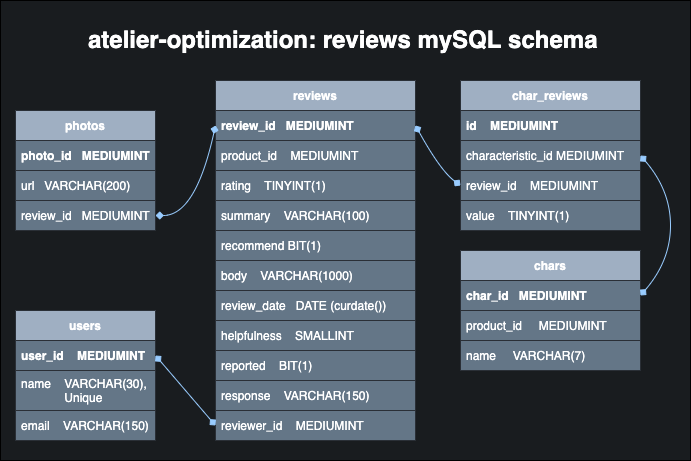 atelier-optimization: reviews mySQL schema
photos
photo_id MEDIUMINT
url VARCHAR(200)
review_id MEDIUMINT
users
user_id MEDIUMINT
name VARCHAR(30),
Unique
email VARCHAR(150)
reviews
review_id MEDIUMINT
product_id MEDIUMINT
rating TINYINT(1)
summary VARCHAR(100)
recommend BIT(1)
body VARCHAR(1000)
review_date DATE (curdate())
helpfulness SMALLINT
reported BIT(1)
response VARCHAR(150)
reviewer_id MEDIUMINT
char_reviews
id MEDIUMINT
characteristic_id MEDIUMINT
review_id MEDIUMINT
value TINYINT(1)
chars
char_id MEDIUMINT
product_id MEDIUMINT
name VARCHAR(7)